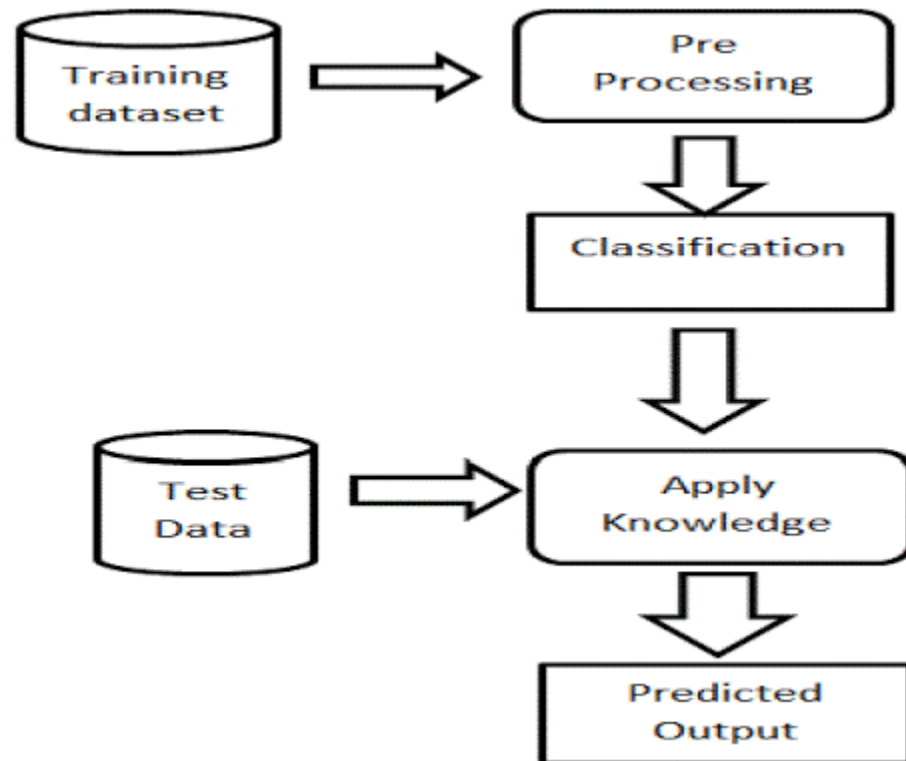 Training
dataset
Pre
Processing
Classification
Test
Data
Apply
Knowledge
Predicted
Output